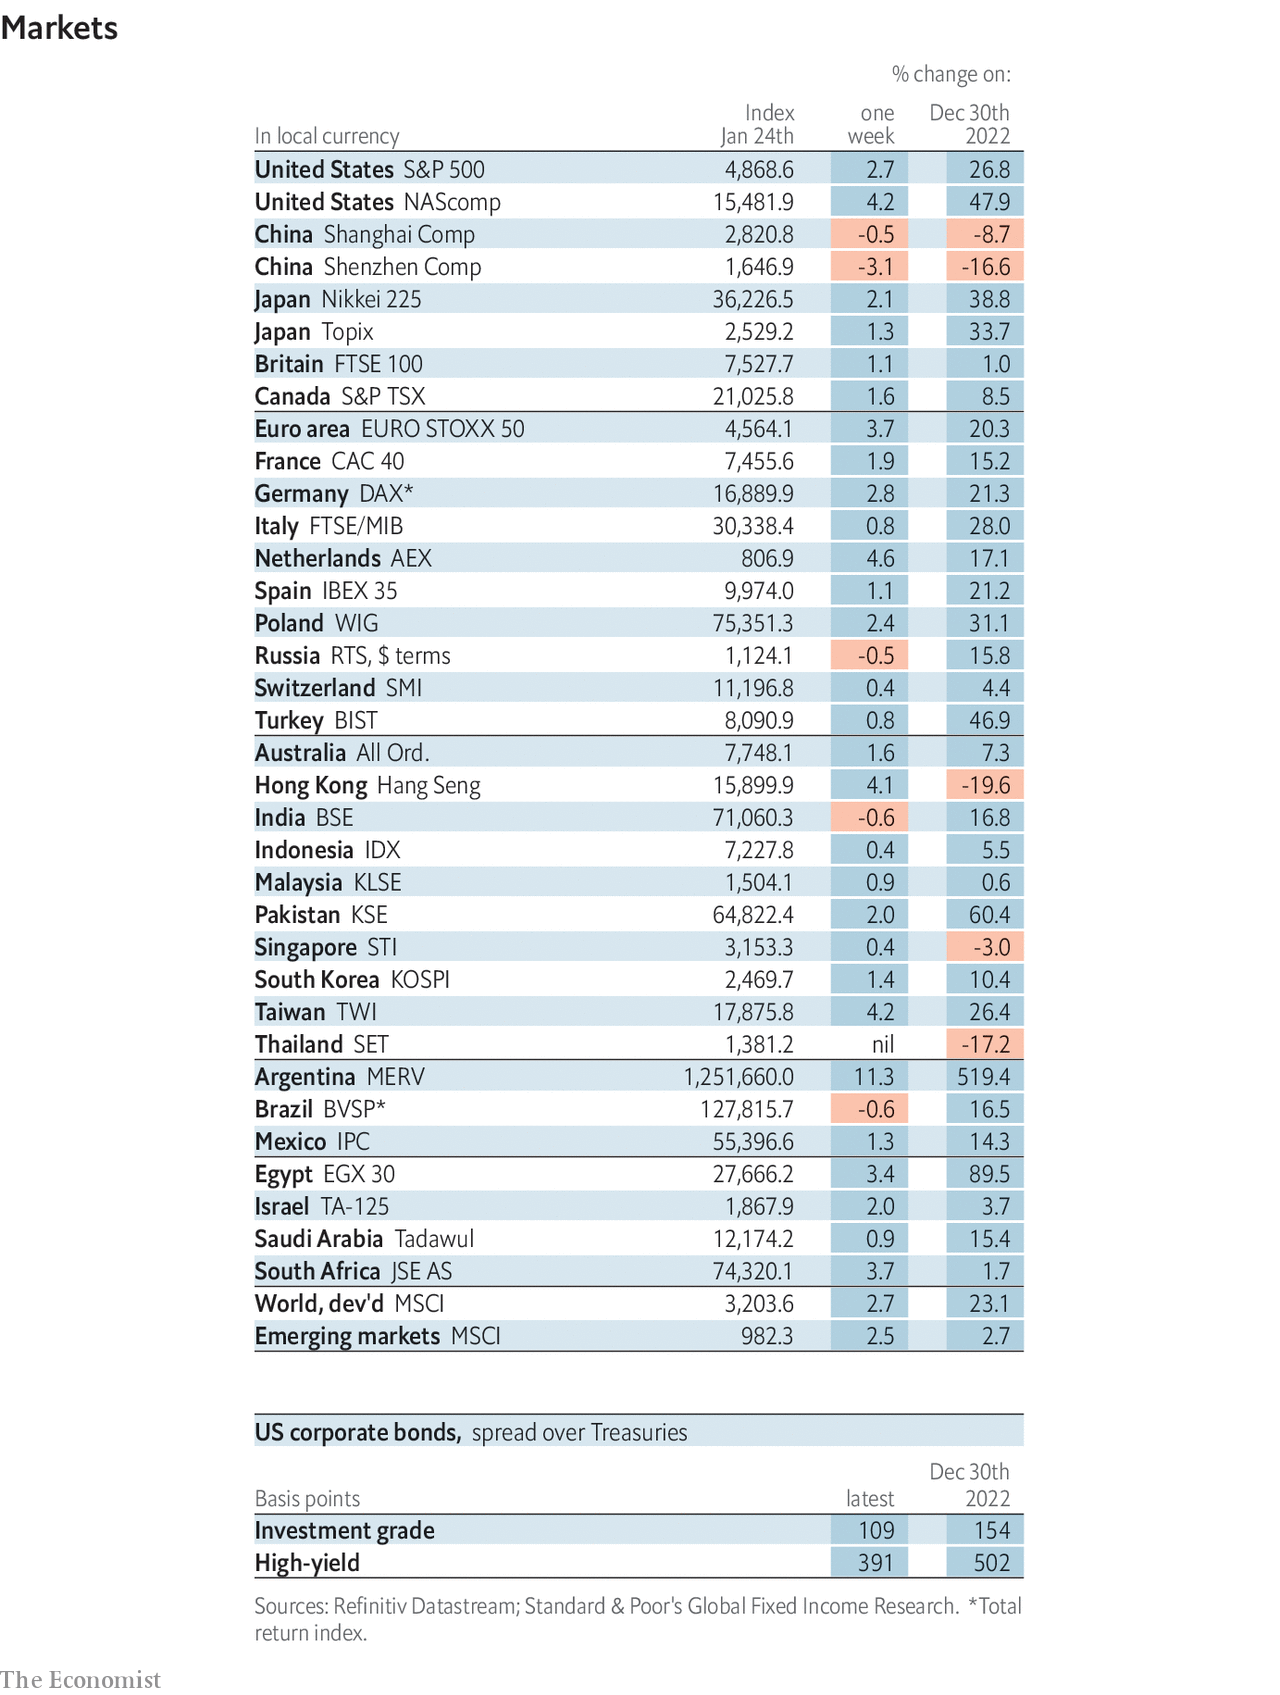 Markets
% change on:
Index one Dec 30th
In local currency Jan 24th week 2022
United States S&P 500 4,868.6 2.7 26.8
United States NAScomp 15,481.9 4.2 47.9
China Shanghai Comp 2,820.8 -0.5 -8.7
China Shenzhen Comp 1,646.9 -3.1 -16.6
Japan Nikkei 225 36,226.5 2.1 38.8
Japan Topix 2,529.2 1.3 33.7
Britain FTSE 100 7,527.7 1.1 1.0
Canada S&P TSX 21,025.8 1.6 8.5
Euro area EURO STOXX 50 4,564.1 3.7 20.3
France CAC 40 7,455.6 1.9 15.2
Germany DAX* 16,889.9 2.8 21.3
Italy FTSE/MIB 30,338.4 0.8 28.0
Netherlands AEX 806.9 4.6 17.1
Spain IBEX 35 9,974.0 1.1 21.2
Poland WIG 75,351.3 2.4 31.1
Russia RTS, $ terms 1,124.1 -0.5 15.8
Switzerland SMI 11,196.8 0.4 4.4
Turkey BIST 8,090.9 0.8 46.9
Australia All Ord. 7,748.1 1.6 7.3
Hong Kong Hang Seng 15,899.9 4.1 -19.6
India BSE 71,060.3 -0.6 16.8
Indonesia IDX 7,227.8 0.4 5.5
Malaysia KLSE 1,504.1 0.9 0.6
Pakistan KSE 64,822.4 2.0 60.4
Singapore STI 3,153.3 0.4 -3.0
South Korea KOSPI 2,469.7 1.4 10.4
Taiwan TWI 17,875.8 4.2 26.4
Thailand SET 1,381.2 nil -17.2
Argentina MERV 1,251,660.0 11.3 519.4
Brazil BVSP* 127,815.7 -0.6 16.5
Mexico IPC 55,396.6 1.3 14.3
Egypt EGX 30 27,666.2 3.4 89.5
Israel TA-125 1,867.9 2.0 3.7
Saudi Arabia Tadawul 12,174.2 0.9 15.4
South Africa JSE AS 74,320.1 3.7 1.7
World, dev'd MSCI 3,203.6 2.7 23.1
Emerging markets MSCI 982.3 2.5 2.7
US corporate bonds, spread over Treasuries
Dec 30th
Basis points latest 2022
Investment grade 109 154
High-yield 391 502
Sources: Refinitiv Datastream; Standard & Poor's Global Fixed Income Research. *Total
return index.
The Economist